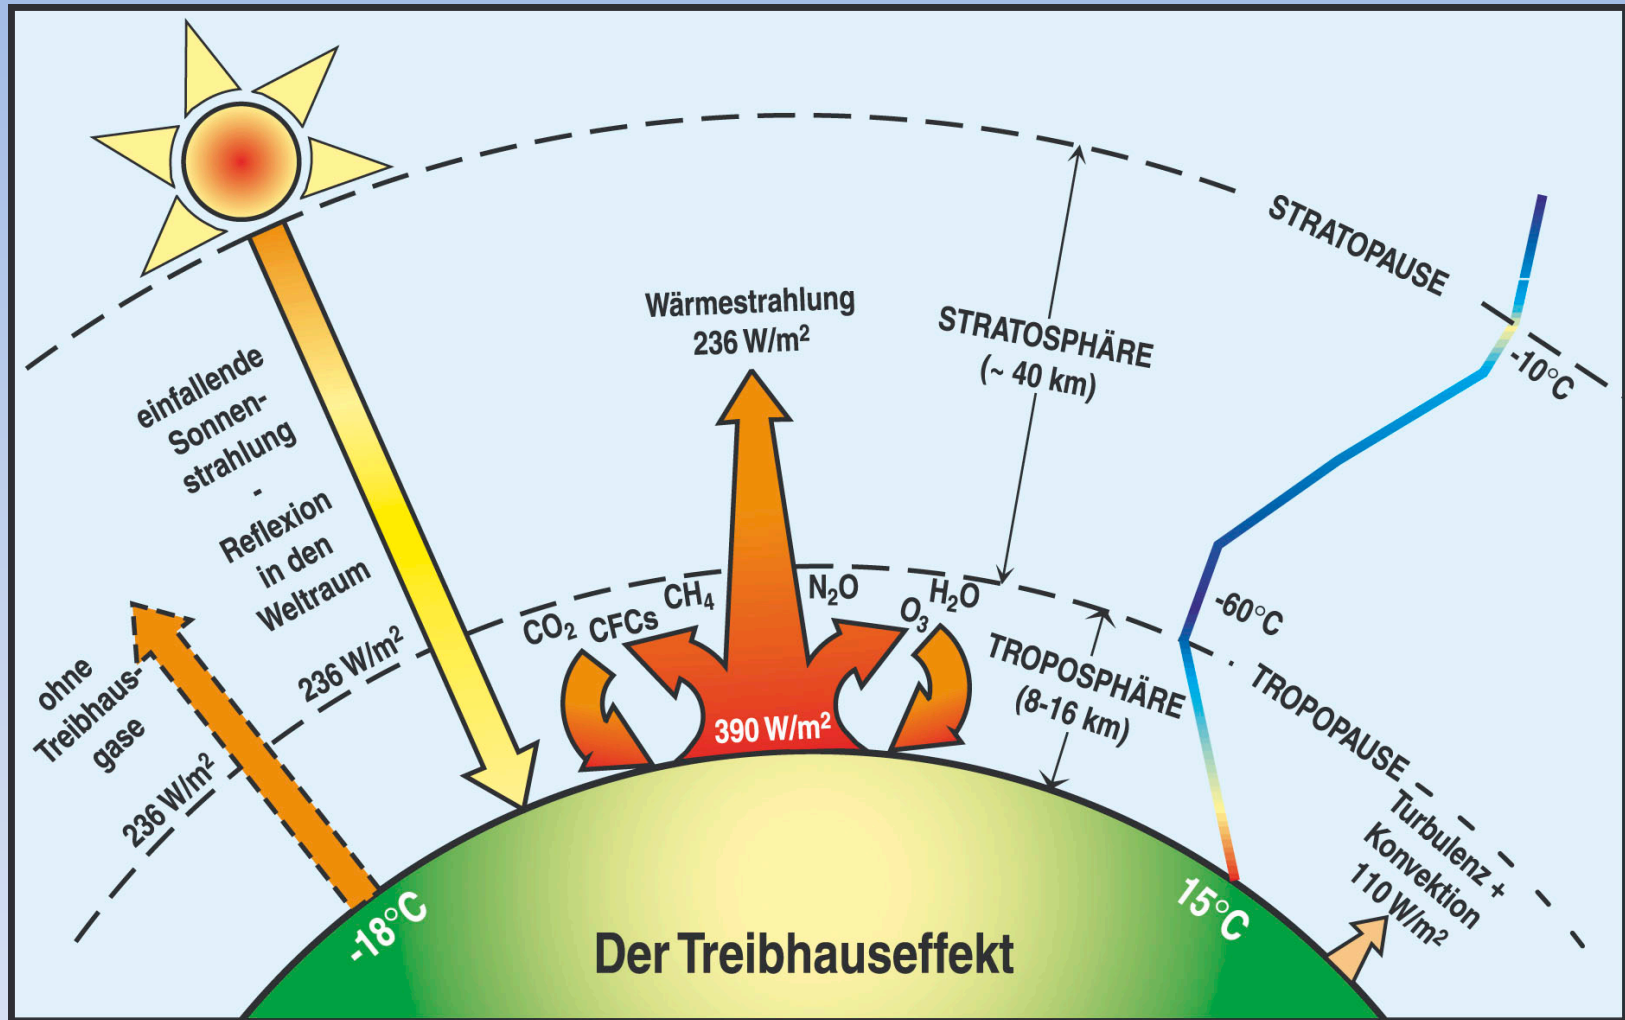 STRATOPAUSE
-10°C
Wärmestrahlung
236 W/m²
STRATOSPHÄRE
(~ 40 km)
einfallende
Sonnen-
strahlung
-
Reflexion
in den
Weltraum
236 W/m²
ohne
Treibhaus-
gase
236 W/m²
-18°C
CO₂
CFCs
CH₄
N₂O
O₃
H₂O
390 W/m²
TROPOSPHÄRE
(8-16 km)
-60°C
TROPOPAUSE
15°C
Turbulenz +
Konvektion
110 W/m²
Der Treibhauseffekt